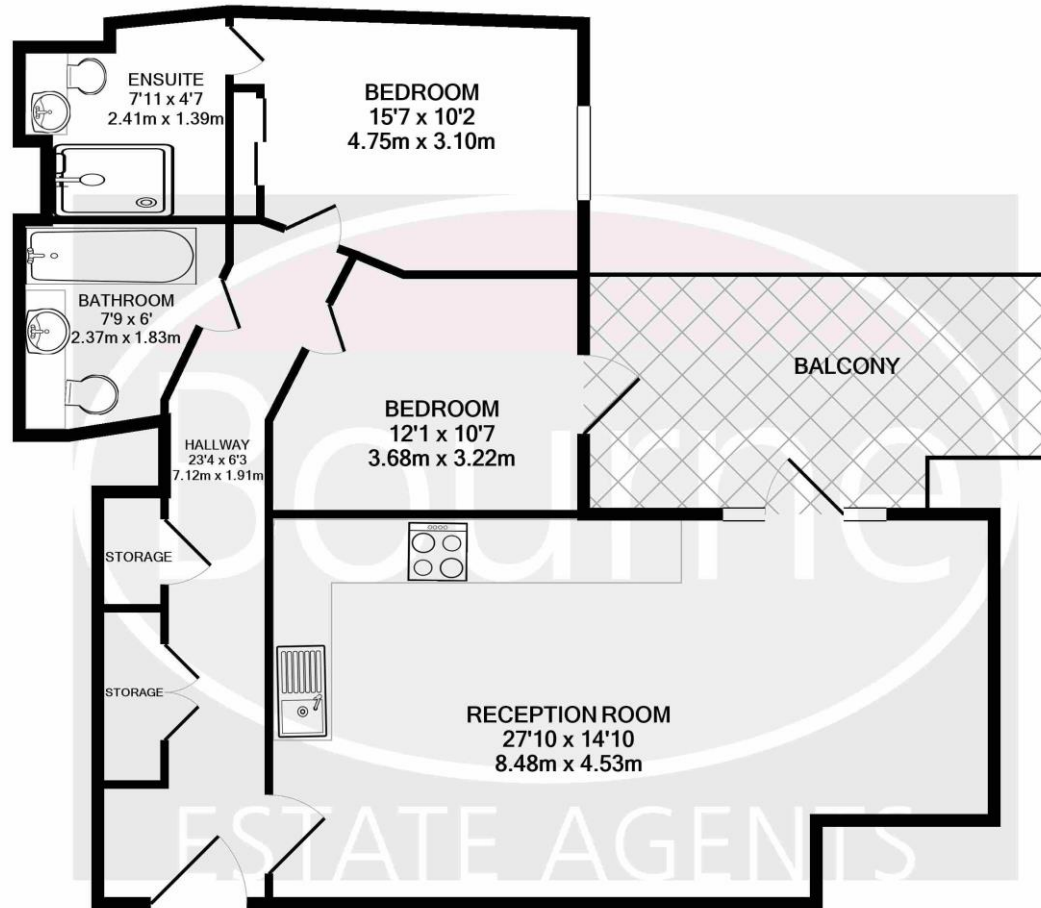 ENSUITE
7'11 x 4'7
2.41m x 1.39m
BEDROOM
15'7 x 10'2
4.75m x 3.10m
BATHROOM
7'9 x 6'
2.37m x 1.83m
BALCONY
BEDROOM
12'1 x 10'7
3.68m x 3.22m
HALLWAY
23'4 x 6'3
7.12m x 1.91m
Bourne
STORAGE
STORAGE
RECEPTION ROOM
27'10 x 14'10
8.48m x 4.53m
ESTATE AGENTS